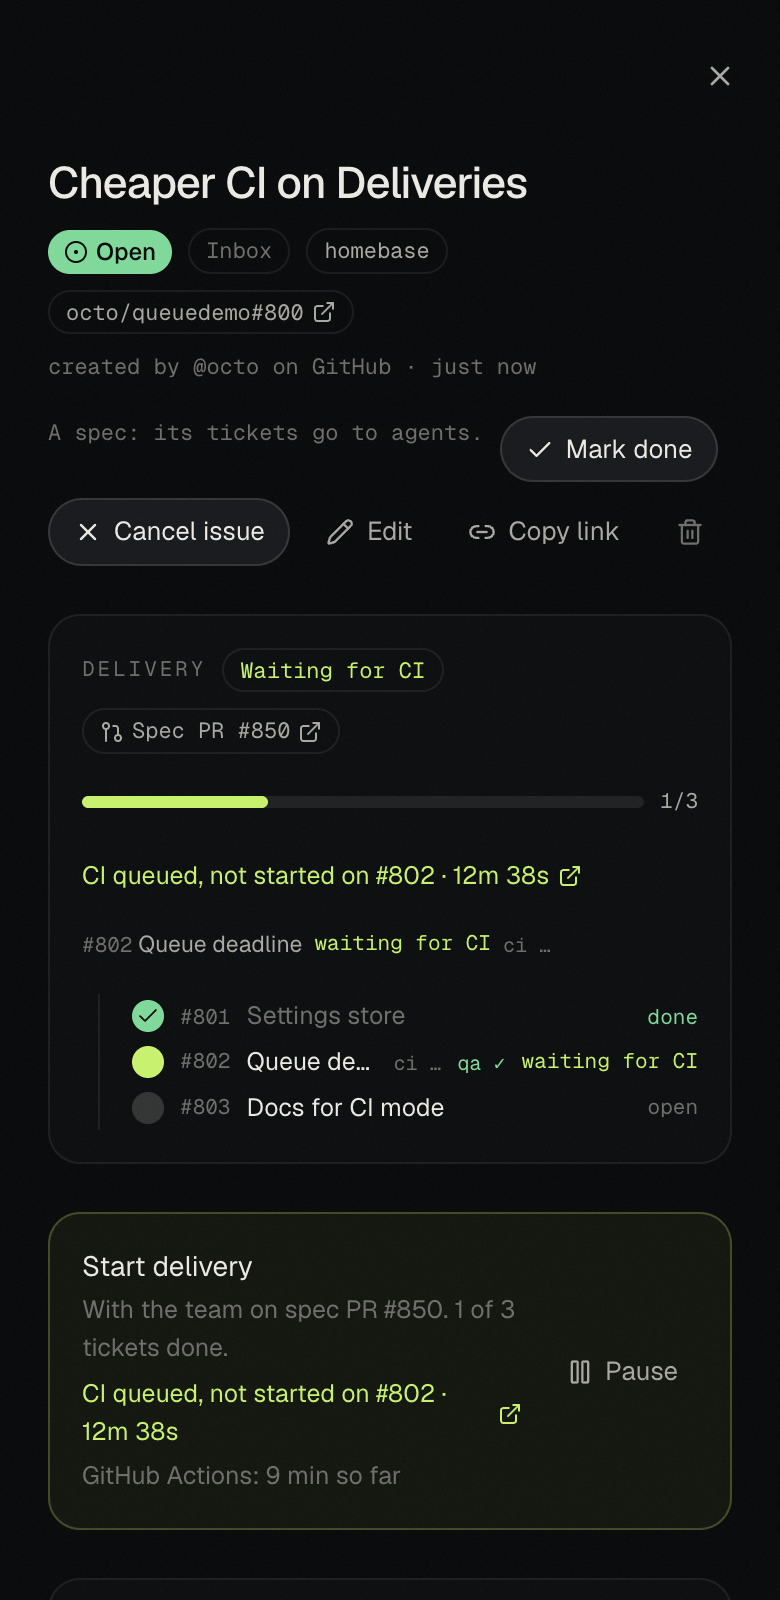 Cheaper CI on Deliveries
Open Inbox homebase
octo/queuedemo#800
created by @octo on GitHub · just now
A spec: its tickets go to agents. Mark done
Cancel issue Edit Copy link
DELIVERY Waiting for CI
Spec PR #850
1/3
CI queued, not started on #802 · 12m 38s
#802 Queue deadline waiting for CI ci …
#801 Settings store done
#802 Queue de… ci … qa ✓ waiting for CI
#803 Docs for CI mode open
Start delivery
With the team on spec PR #850. 1 of 3
tickets done.
Pause
CI queued, not started on #802 ·
12m 38s
GitHub Actions: 9 min so far